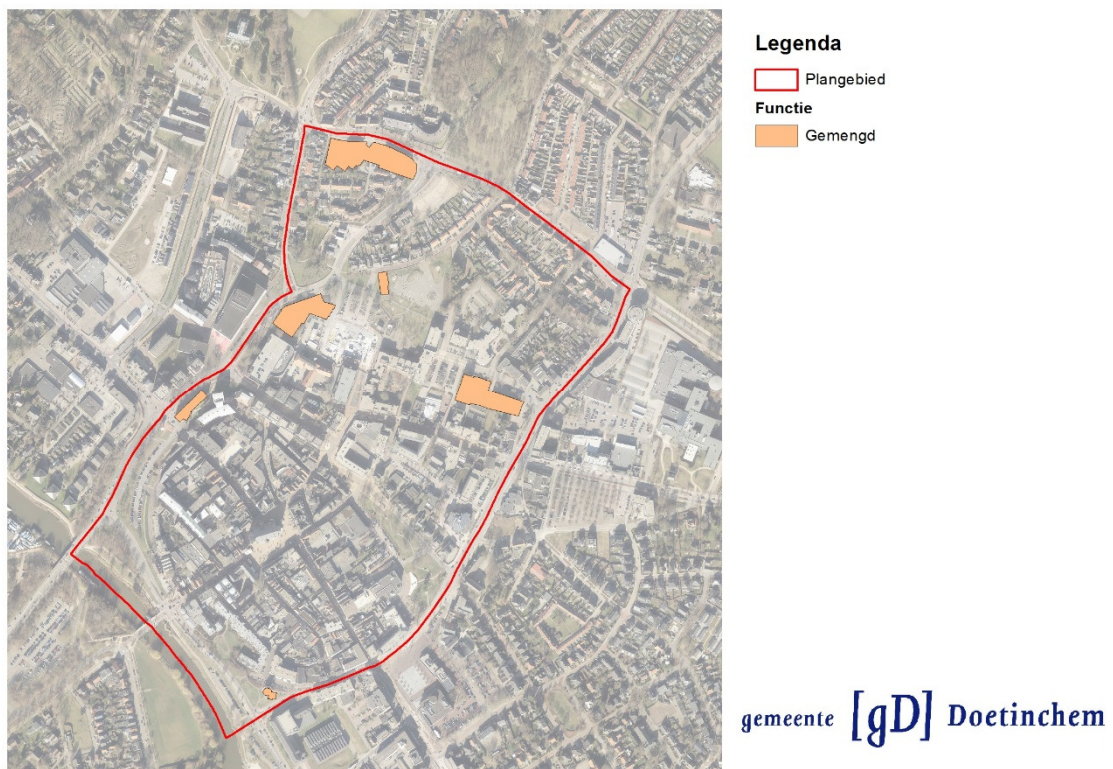 Legenda
Plangebied
Functie
Gemengd
gemeente [gD] Doetinchem